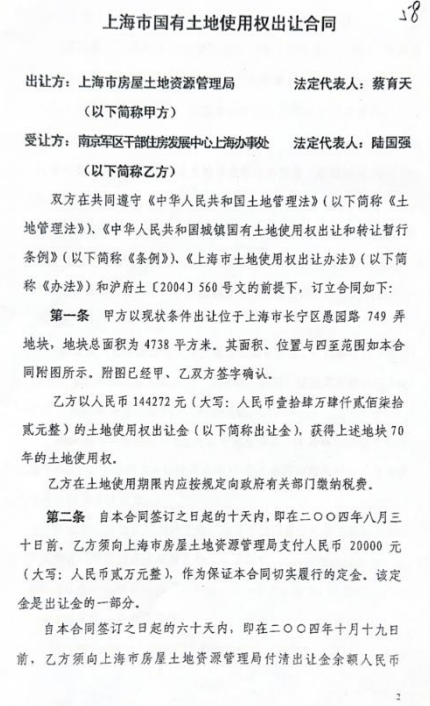 58
上海市国有土地使用权出让合同
出让方：上海市房屋土地资源管理局 法定代表人：蔡育天
（以下简称甲方）
受让方：南京军区干部住房发展中心上海办事处 法定代表人：陆国强
（以下简称乙方）
双方在共同遵守《中华人民共和国土地管理法》（以下简称《土
地管理法》）、《中华人民共和国城镇国有土地使用权出让和转让暂行
条例》（以下简称《条例》）、《上海市土地使用权出让办法》（以下简
称《办法》）和沪府土〔2004〕560号文的前提下，订立合同如下：
第一条 甲方以现状条件出让位于上海市长宁区愚园路 749 弄
地块，地块总面积为 4738 平方米。其面积、位置与四至范围如本合
同附图所示。附图已经甲、乙双方签字确认。
乙方以人民币 144272 元（大写：人民币壹拾肆万肆仟贰佰柒拾
贰元整）的土地使用权出让金（以下简称出让金），获得上述地块 70
年的土地使用权。
乙方在土地使用期限内应按规定向政府有关部门缴纳税费。
第二条 自本合同签订之日起的十天内，即在二〇〇四年八月三
十日前，乙方须向上海市房屋土地资源管理局支付人民币 20000 元
（大写：人民币贰万元整），作为保证本合同切实履行的定金。该定
金是出让金的一部分。
自本合同签订之日起的六十天内，即在二〇〇四年十月十九日
前，乙方须向上海市房屋土地资源管理局付清出让金余额人民币
2